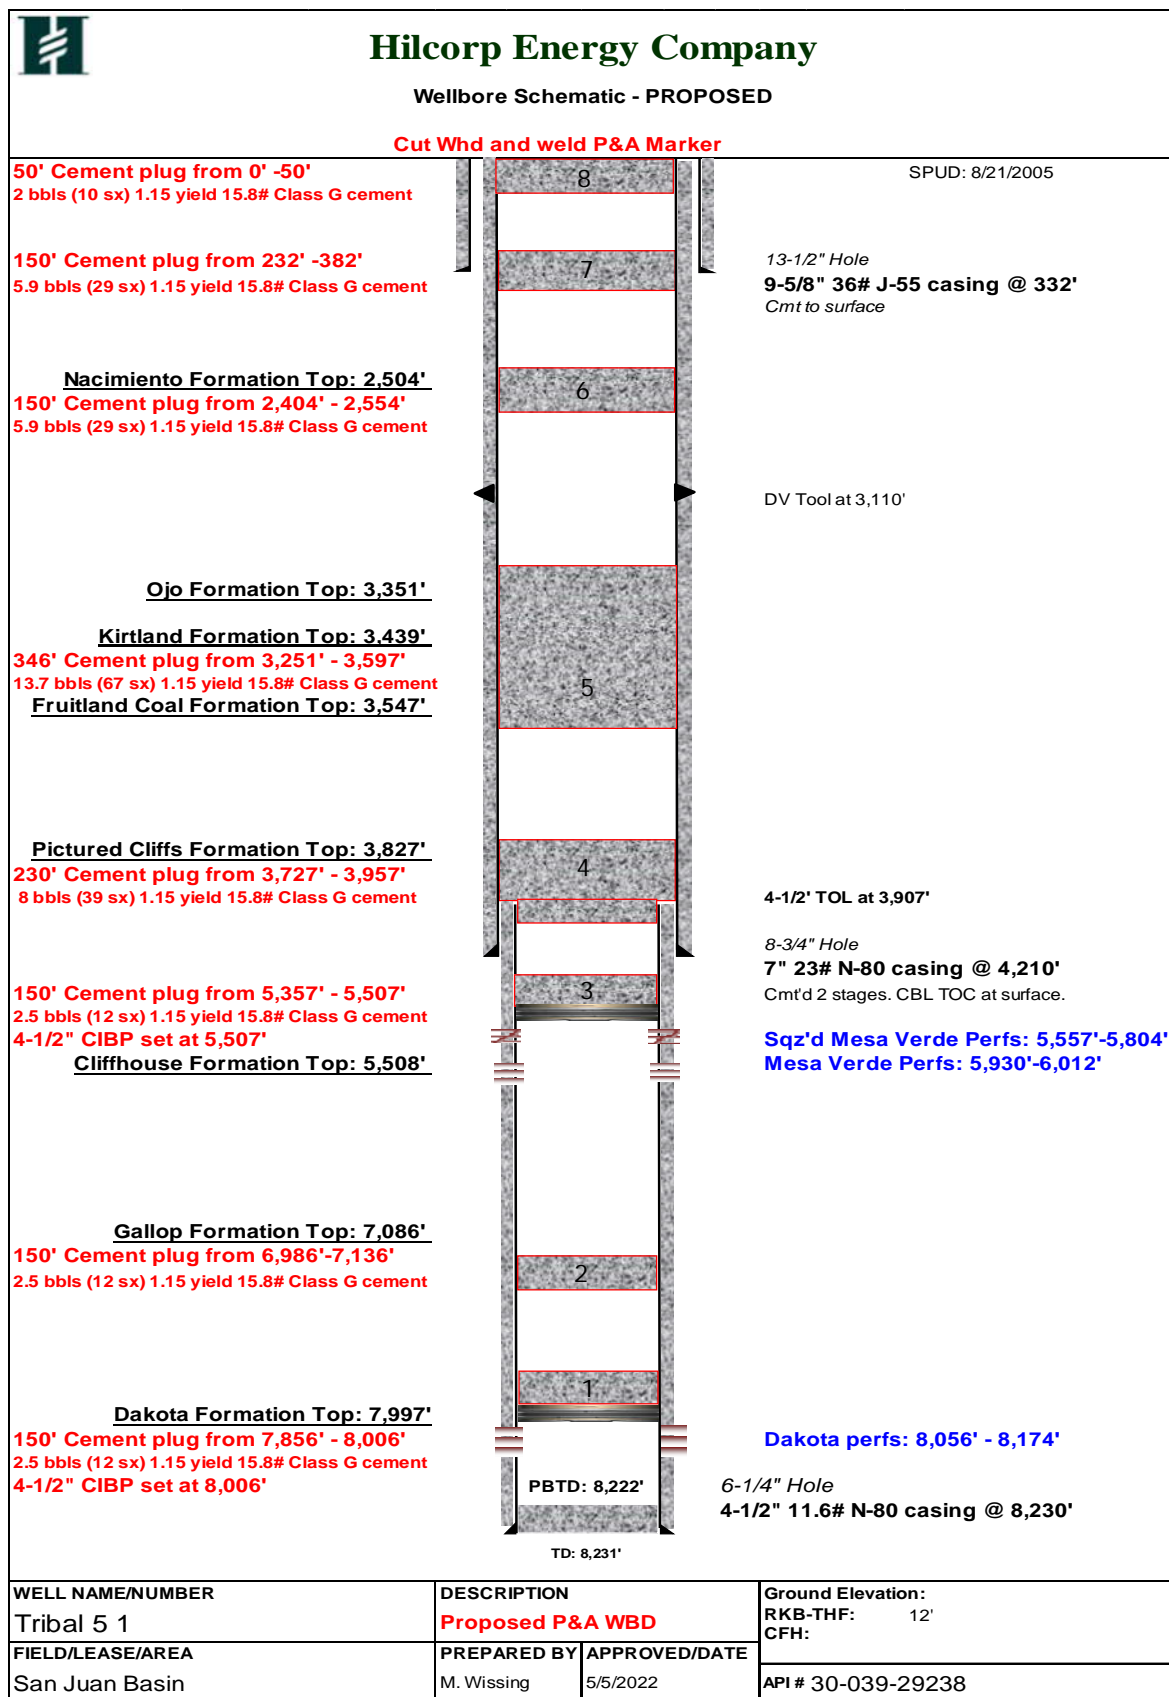 Hilcorp Energy Company
Wellbore Schematic - PROPOSED
Cut Whd and weld P&A Marker
50' Cement plug from 0' -50'
2 bbls (10 sx) 1.15 yield 15.8# Class G cement
8
SPUD: 8/21/2005
150' Cement plug from 232' -382'
5.9 bbls (29 sx) 1.15 yield 15.8# Class G cement
7
13-1/2" Hole
9-5/8" 36# J-55 casing @ 332'
Cmt to surface
Nacimiento Formation Top: 2,504'
150' Cement plug from 2,404' - 2,554'
5.9 bbls (29 sx) 1.15 yield 15.8# Class G cement
6
DV Tool at 3,110'
Ojo Formation Top: 3,351'
Kirtland Formation Top: 3,439'
346' Cement plug from 3,251' - 3,597'
13.7 bbls (67 sx) 1.15 yield 15.8# Class G cement
5
Fruitland Coal Formation Top: 3,547'
Pictured Cliffs Formation Top: 3,827'
230' Cement plug from 3,727' - 3,957'
8 bbls (39 sx) 1.15 yield 15.8# Class G cement
4
4-1/2' TOL at 3,907'
8-3/4" Hole
7" 23# N-80 casing @ 4,210'
Cmt'd 2 stages. CBL TOC at surface.
150' Cement plug from 5,357' - 5,507'
2.5 bbls (12 sx) 1.15 yield 15.8# Class G cement
4-1/2" CIBP set at 5,507'
3
Cliffhouse Formation Top: 5,508'
Sqz'd Mesa Verde Perfs: 5,557'-5,804'
Mesa Verde Perfs: 5,930'-6,012'
Gallop Formation Top: 7,086'
150' Cement plug from 6,986'-7,136'
2.5 bbls (12 sx) 1.15 yield 15.8# Class G cement
2
1
Dakota Formation Top: 7,997'
150' Cement plug from 7,856' - 8,006'
2.5 bbls (12 sx) 1.15 yield 15.8# Class G cement
4-1/2" CIBP set at 8,006'
Dakota perfs: 8,056' - 8,174'
PBTD: 8,222'
6-1/4" Hole
4-1/2" 11.6# N-80 casing @ 8,230'
TD: 8,231'
WELL NAME/NUMBER
Tribal 5 1
DESCRIPTION
Proposed P&A WBD
Ground Elevation:
RKB-THF: 12'
CFH:
FIELD/LEASE/AREA
San Juan Basin
PREPARED BY
M. Wissing
APPROVED/DATE
5/5/2022
API # 30-039-29238